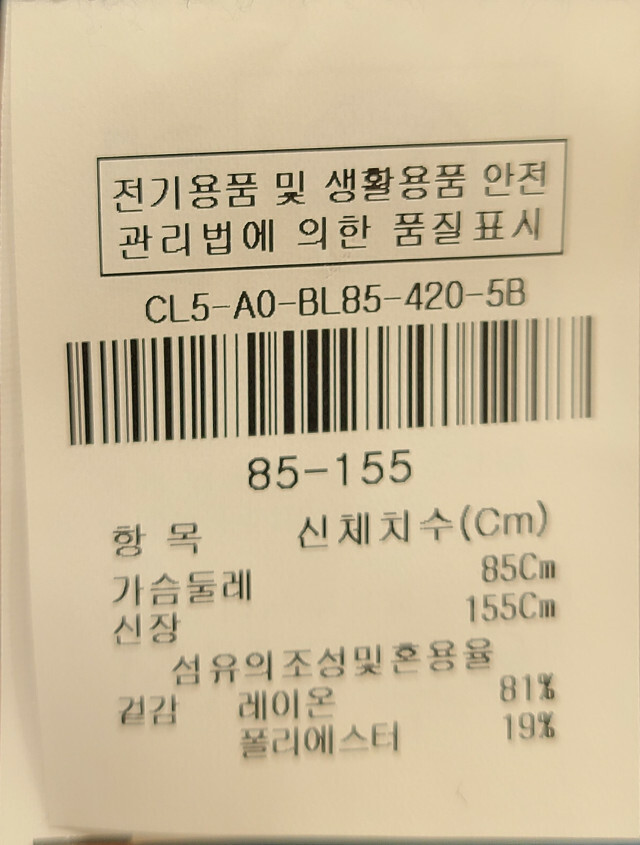 전기용품 및 생활용품 안전
관리법에 의한 품질표시
CL5-A0-BL85-420-5B
85-155
항 목 신체치수(Cm)
가슴둘레 85Cm
신장 155Cm
섬유의조성및혼용율
겉감 레이온 81%
폴리에스터 19%